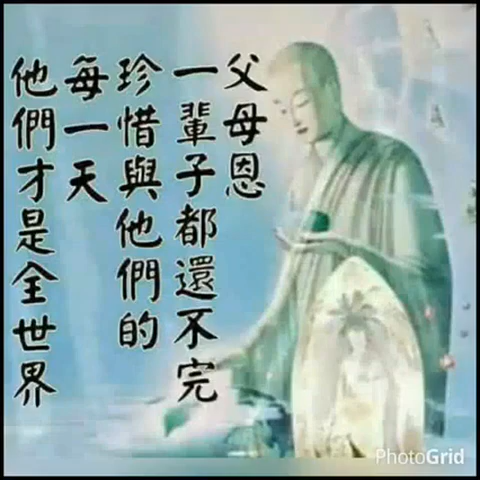 父母恩
一輩子都還不完
珍惜與他們的
每一天
他們才是全世界
PhotoGrid